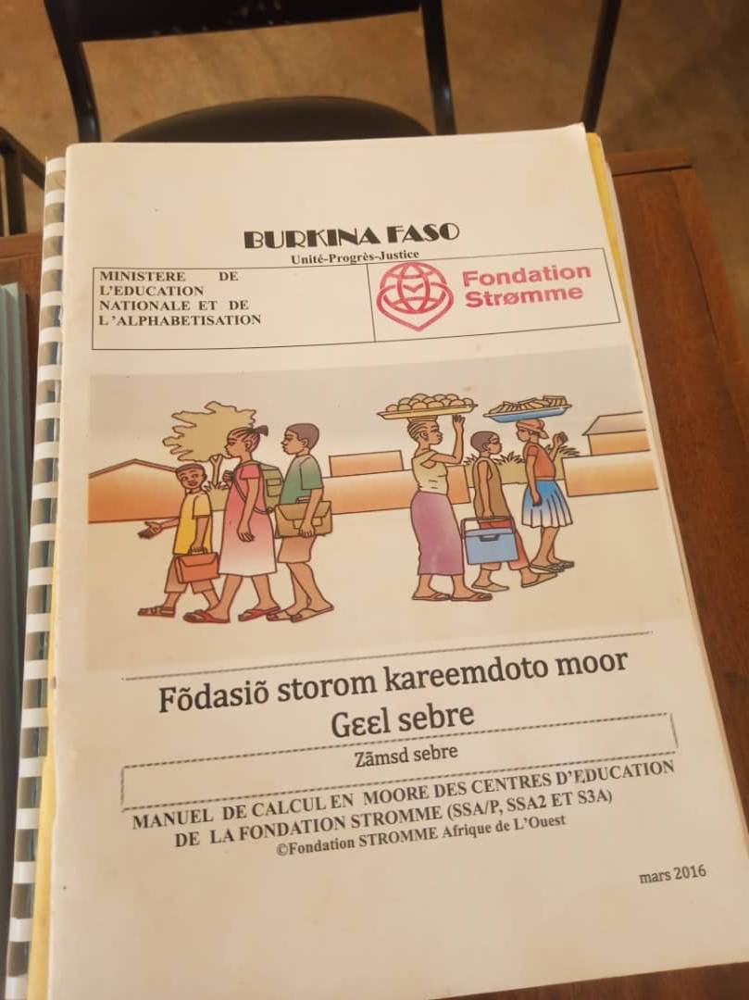 BURKINA FASO
Unité-Progrès-Justice
MINISTERE DE
L'EDUCATION
NATIONALE ET DE
L 'ALPHABETISATION
Fondation
Strømme
Fõdasiõ storom kareemdoto moor
Gɛɛl sebre
Zãmsd sebre
MANUEL DE CALCUL EN MOORE DES CENTRES D'EDUCATION
DE LA FONDATION STROMME (SSA/P, SSA2 ET S3A)
©Fondation STROMME Afrique de L'Ouest
mars 2016